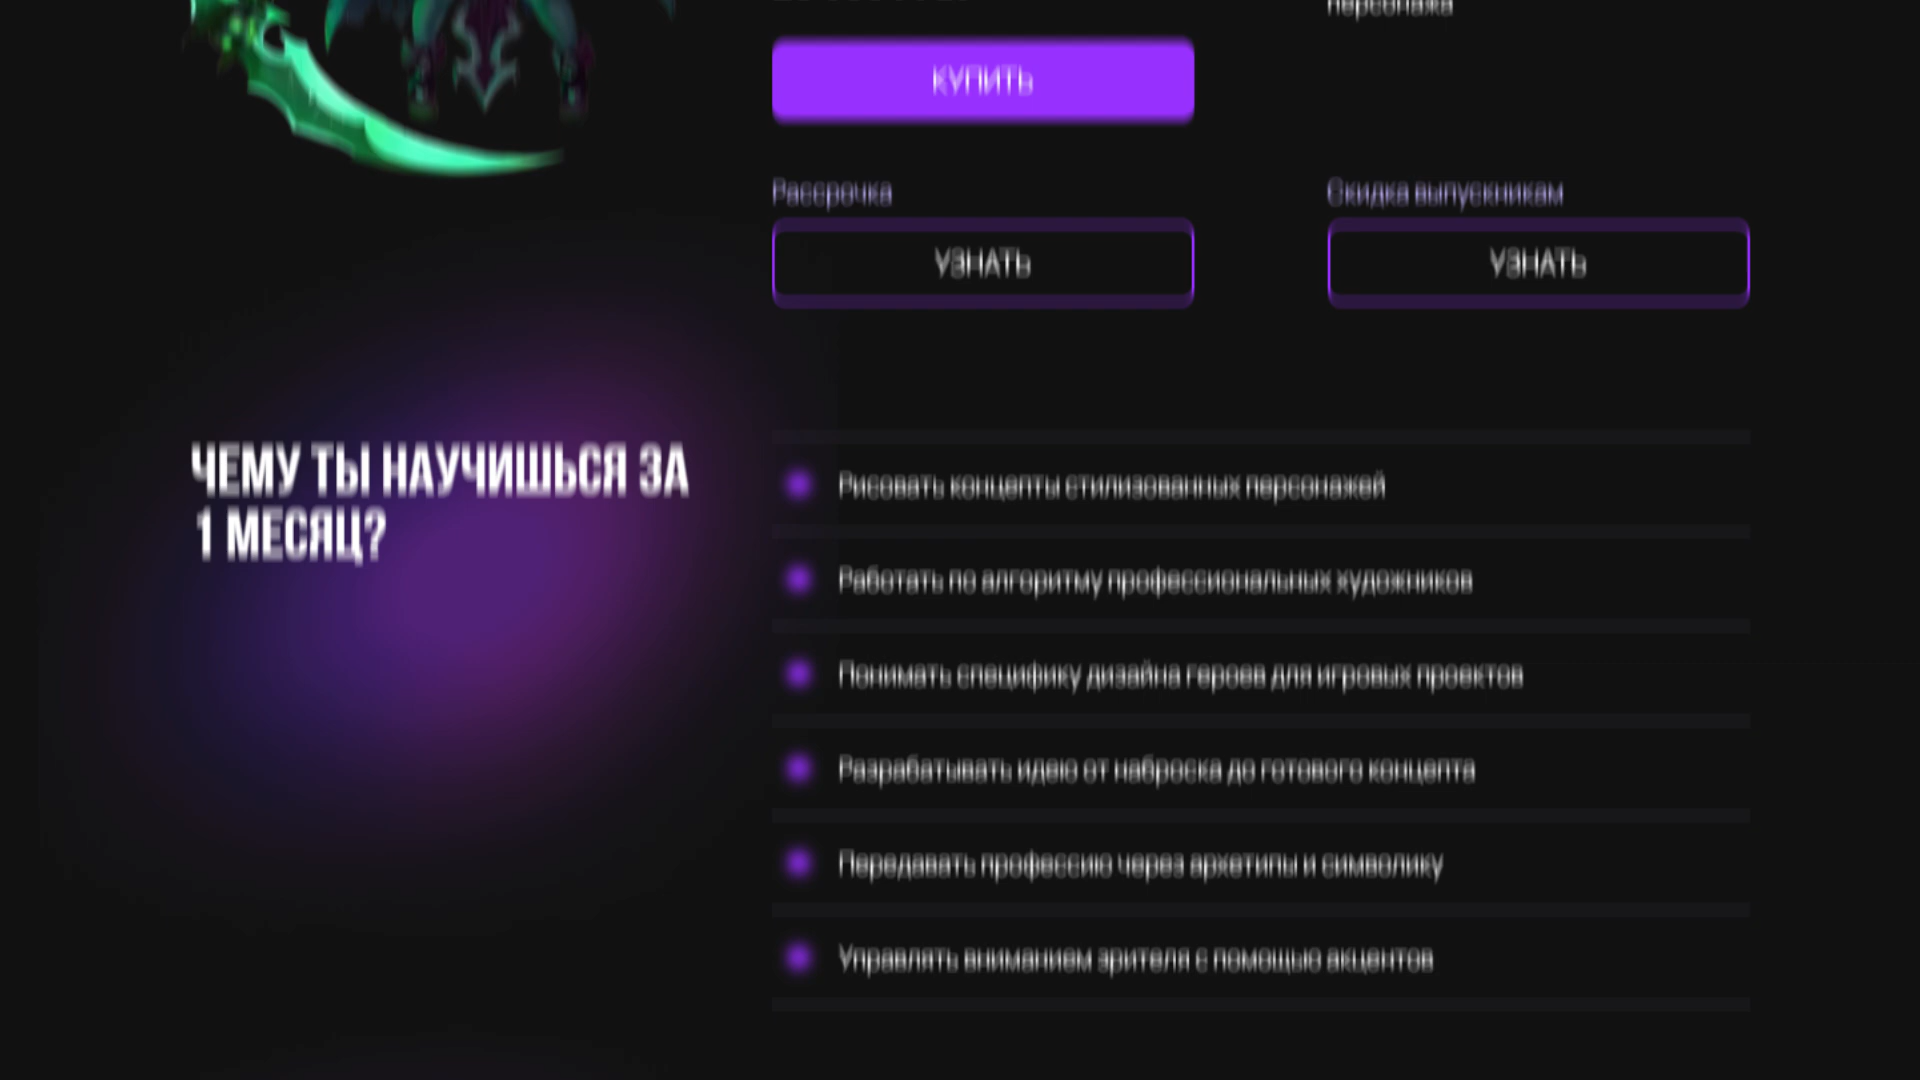 персонажа
КУПИТЬ
Рассрочка
Скидка выпускникам
УЗНАТЬ
УЗНАТЬ
ЧЕМУ ТЫ НАУЧИШЬСЯ ЗА
1 МЕСЯЦ?
Рисовать концепты стилизованных персонажей
Работать по алгоритму профессиональных художников
Понимать специфику дизайна героев для игровых проектов
Разрабатывать идею от наброска до готового концепта
Передавать профессию через архетипы и символику
Управлять вниманием зрителя с помощью акцентов